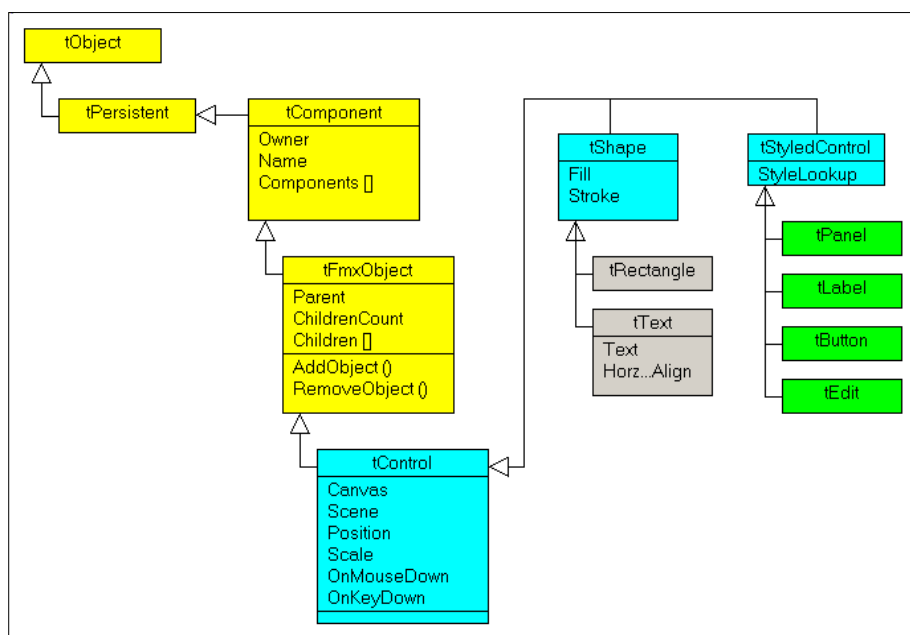 tObject
tPersistent
tComponent
Owner
Name
Components []
tFmxObject
Parent
ChildrenCount
Children []
AddObject ()
RemoveObject ()
tControl
Canvas
Scene
Position
Scale
OnMouseDown
OnKeyDown
tShape
Fill
Stroke
tRectangle
tText
Text
Horz...Align
tStyledControl
StyleLookup
tPanel
tLabel
tButton
tEdit